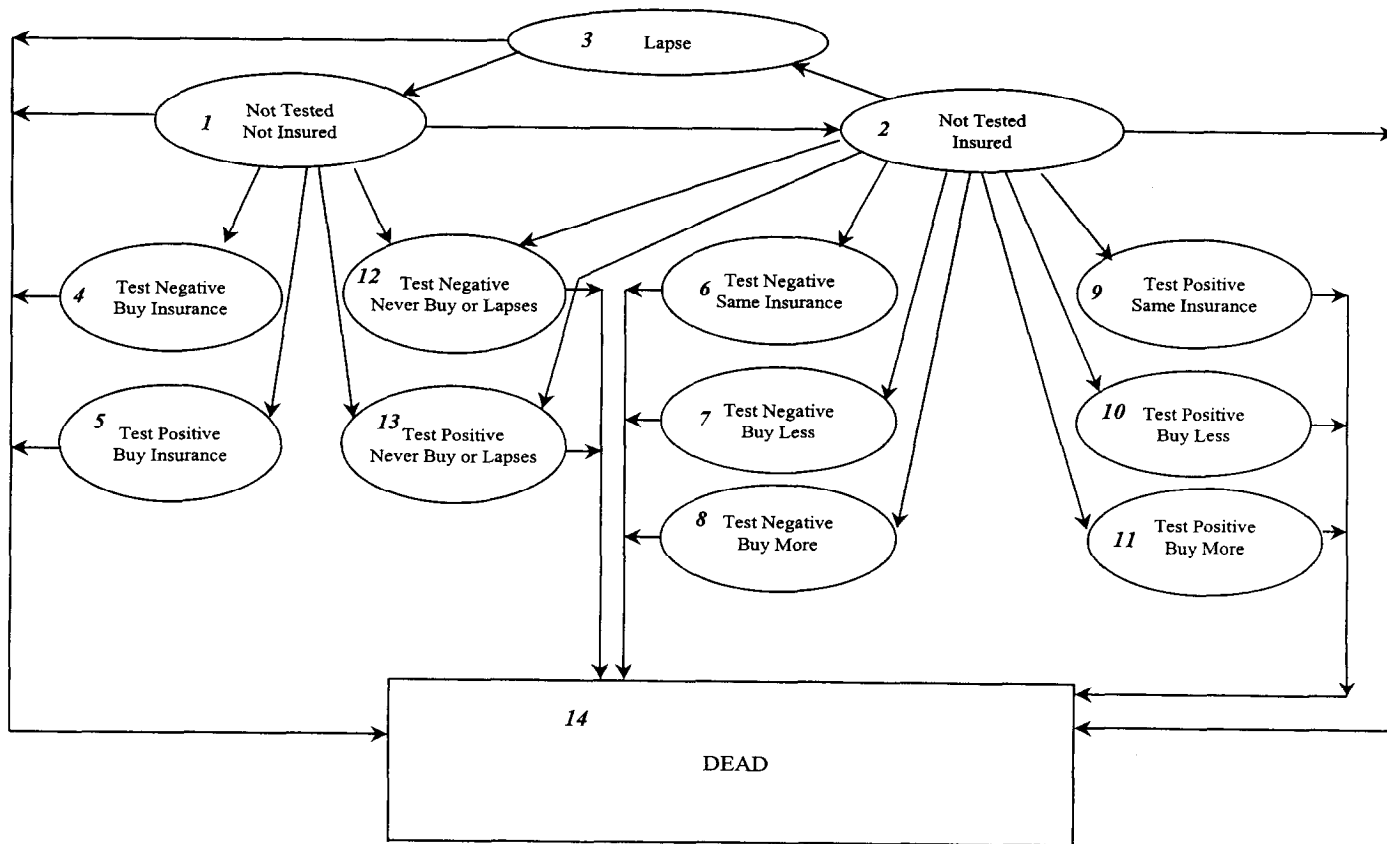 3 Lapse
1 Not Tested
Not Insured
2 Not Tested
Insured
4 Test Negative
Buy Insurance
12 Test Negative
Never Buy or Lapses
6 Test Negative
Same Insurance
9 Test Positive
Same Insurance
5 Test Positive
Buy Insurance
13 Test Positive
Never Buy or Lapses
7 Test Negative
Buy Less
10 Test Positive
Buy Less
8 Test Negative
Buy More
11 Test Positive
Buy More
14
DEAD